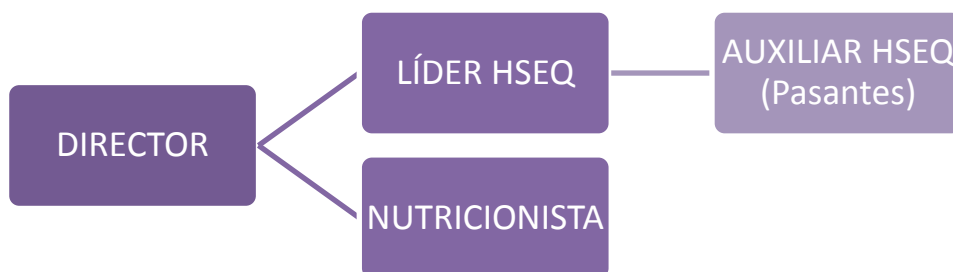 DIRECTOR
LÍDER HSEQ
NUTRICIONISTA
AUXILIAR HSEQ
(Pasantes)